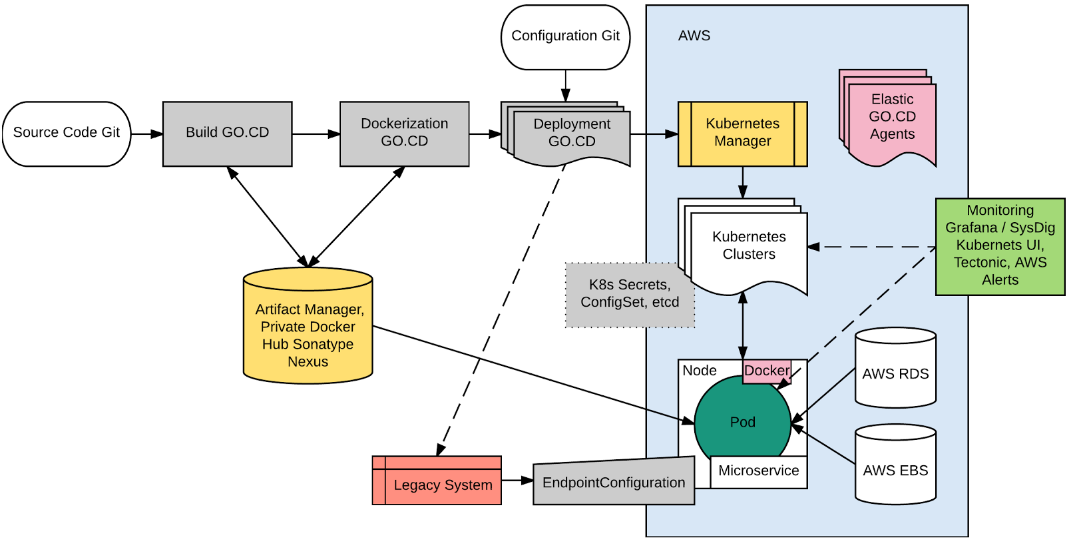 Configuration Git
AWS
Source Code Git
Build GO.CD
Dockerization
GO.CD
Deployment
GO.CD
Kubernetes
Manager
Elastic
GO.CD
Agents
Kubernetes
Clusters
Monitoring
Grafana / SysDig
Kubernets UI,
Tectonic, AWS
Alerts
K8s Secrets,
ConfigSet, etcd
Artifact Manager,
Private Docker
Hub Sonatype
Nexus
Node
Docker
Pod
Microservice
AWS RDS
AWS EBS
Legacy System
EndpointConfiguration